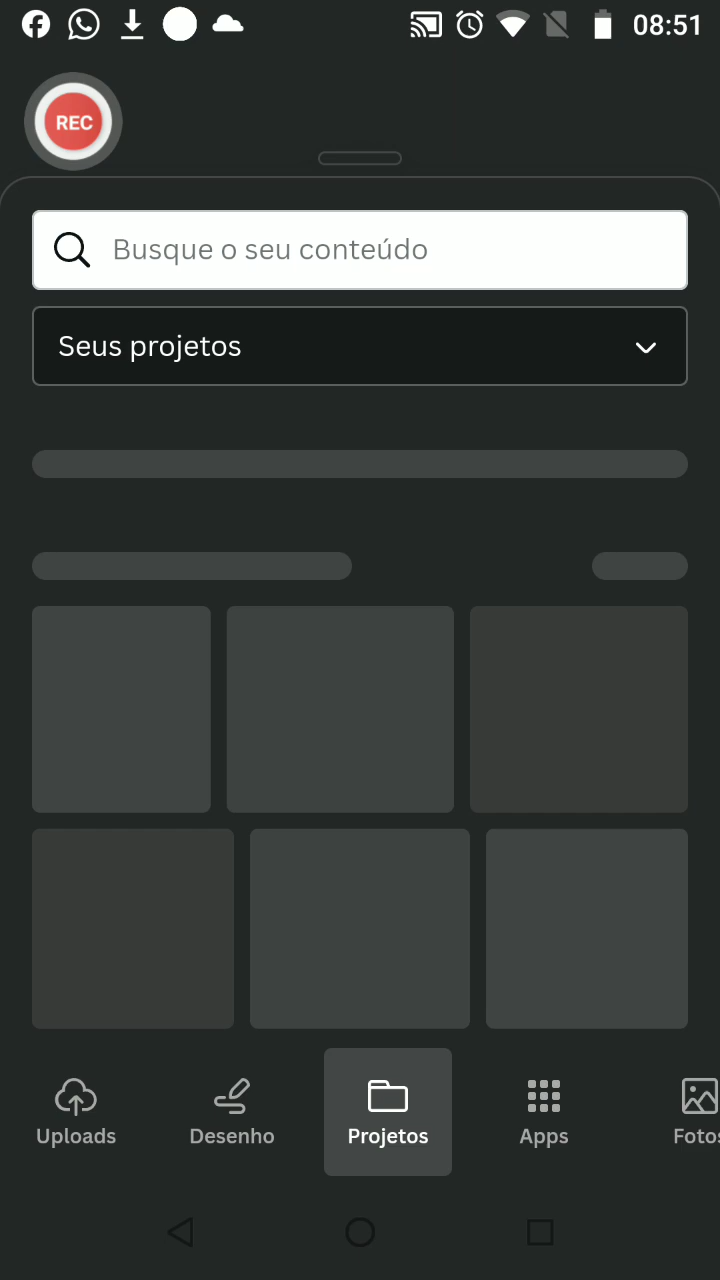 08:51
REC
Busque o seu conteúdo
Seus projetos
Uploads
Desenho
Projetos
Apps
Fotos